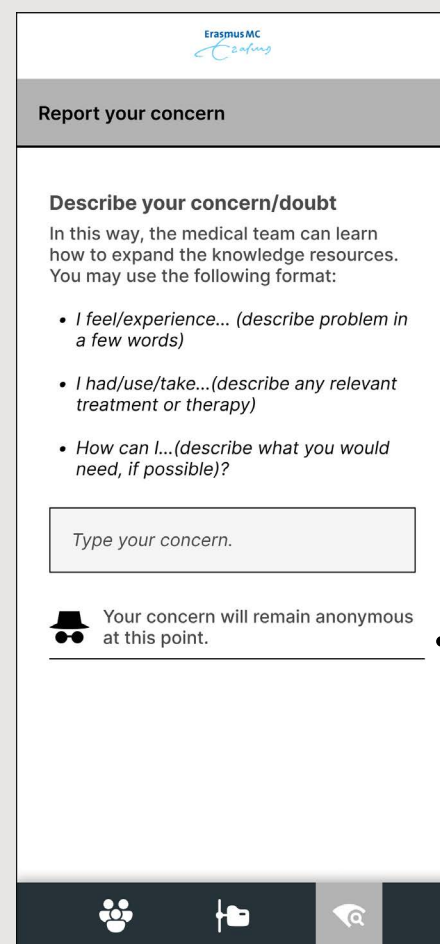 Erasmus MC
Erasmus
Report your concern
Describe your concern/doubt
In this way, the medical team can learn
how to expand the knowledge resources.
You may use the following format:
• I feel/experience... (describe problem in
a few words)
• I had/use/take...(describe any relevant
treatment or therapy)
• How can I...(describe what you would
need, if possible)?
Type your concern.
Your concern will remain anonymous
at this point.